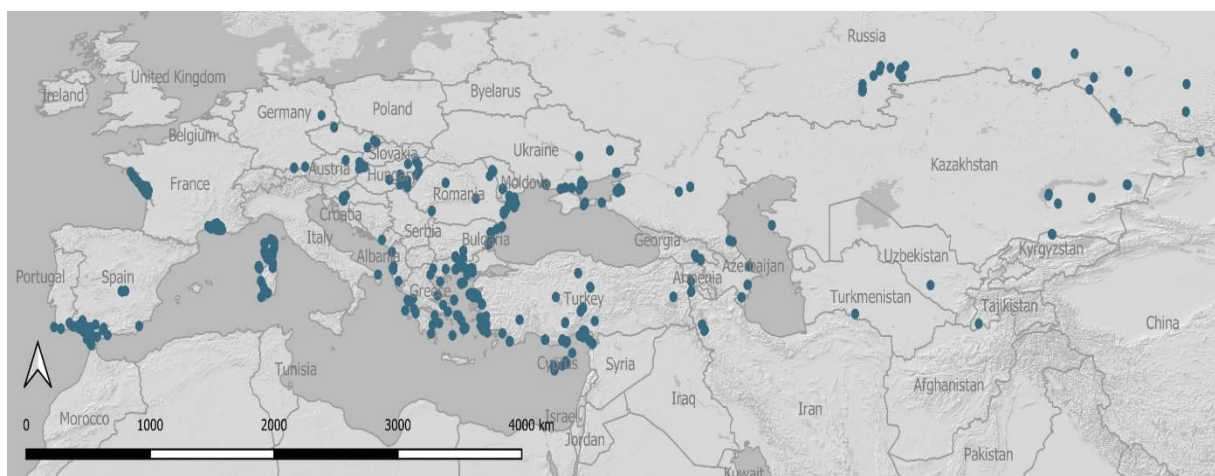 Russia
Ireland
United Kingdom
Byelarus
Germany
Poland
Belgium
Ukraine
Slovakia
Kazakhstan
Austria
Hungary
France
Moldova
Romania
Croatia
Serbia
Italy
Bulgaria
Georgia
Kyrgyzstan
Albania
Uzbekistan
Portugal
Spain
Armenia
Azerbaijan
Greece
Turkey
Turkmenistan
Tajikistan
China
Cyprus
Syria
Tunisia
Afghanistan
Morocco
Iraq
Iran
Israel
0 1000 2000 3000 4000 km
Jordan
Pakistan
Kuwait